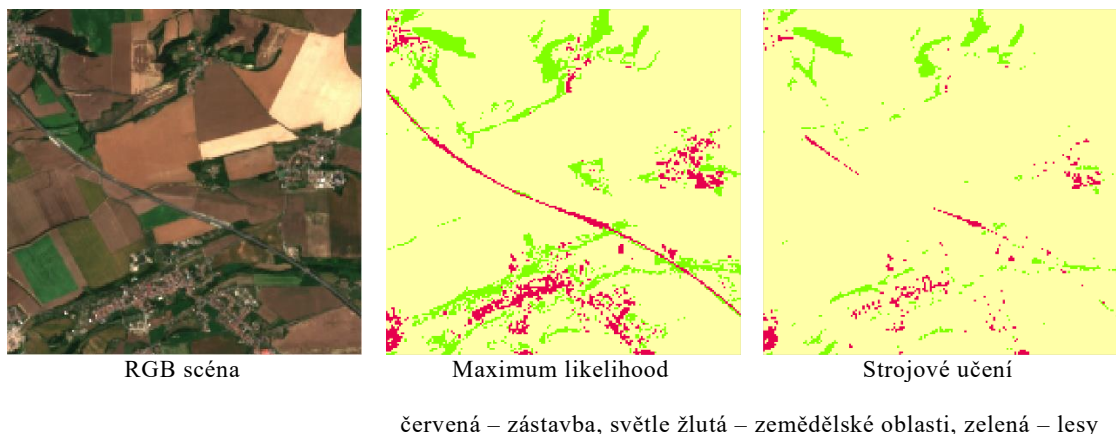 RGB scéna
Maximum likelihood
Strojové učení
červená – zástavba, světle žlutá – zemědělské oblasti, zelená – lesy